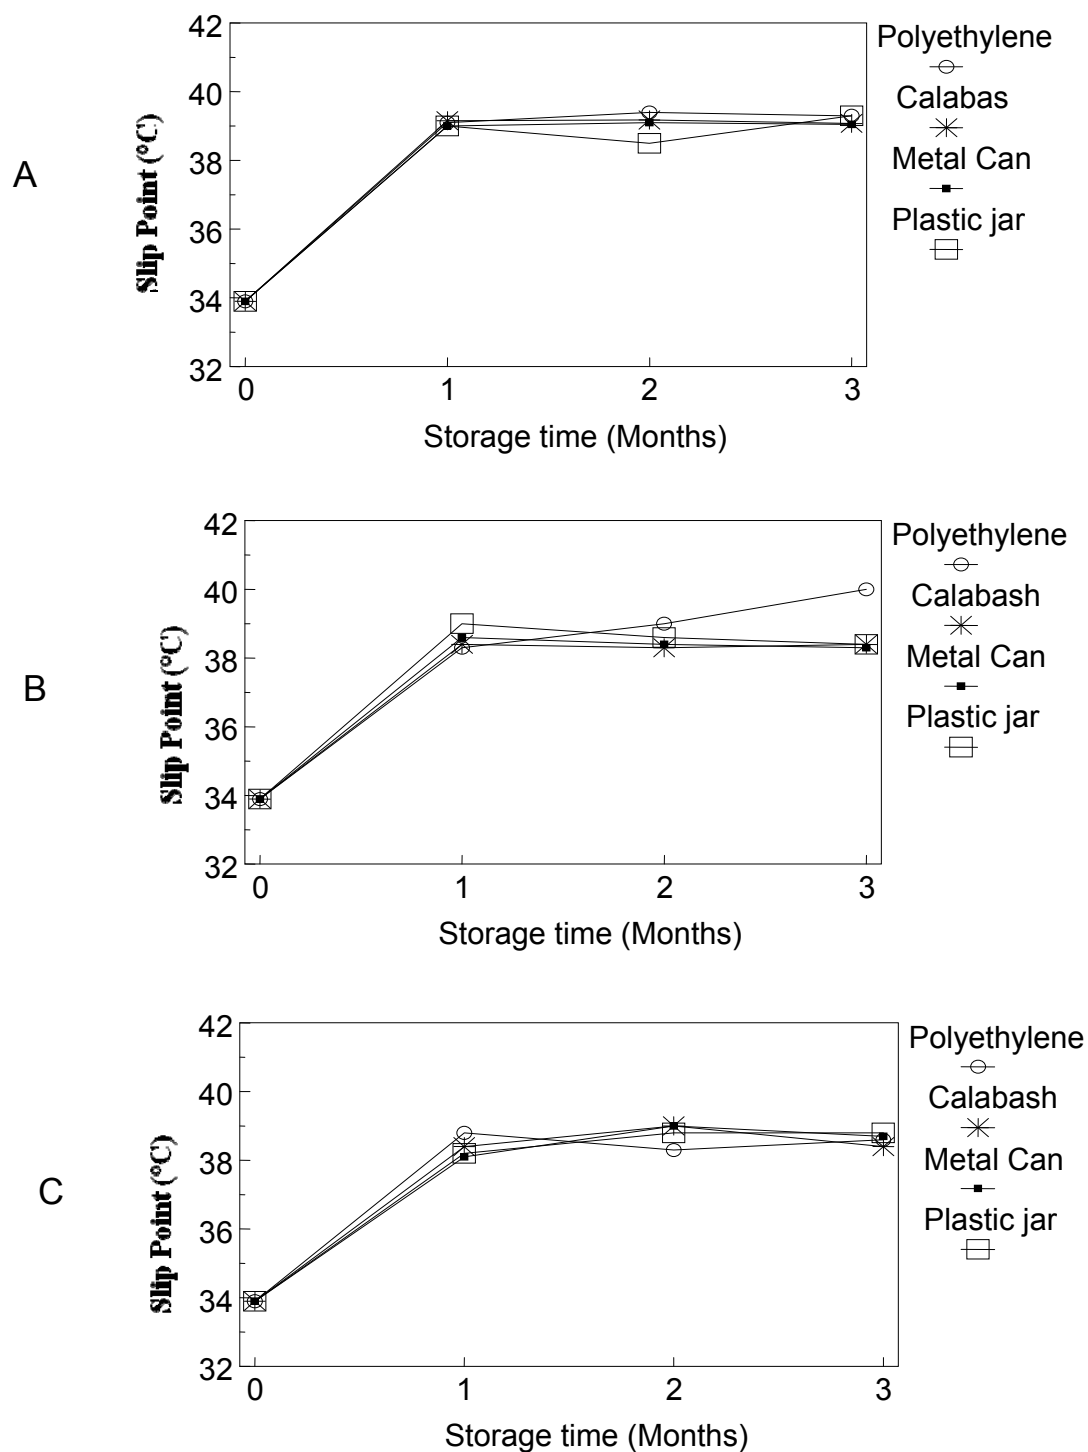 A
Slip Point (°C)
42
40
38
36
34
32
0 1 2 3
Storage time (Months)
Polyethylene
Calabas
Metal Can
Plastic jar
B
Slip Point (°C)
42
40
38
36
34
32
0 1 2 3
Storage time (Months)
Polyethylene
Calabash
Metal Can
Plastic jar
C
Slip Point (°C)
42
40
38
36
34
32
0 1 2 3
Storage time (Months)
Polyethylene
Calabash
Metal Can
Plastic jar